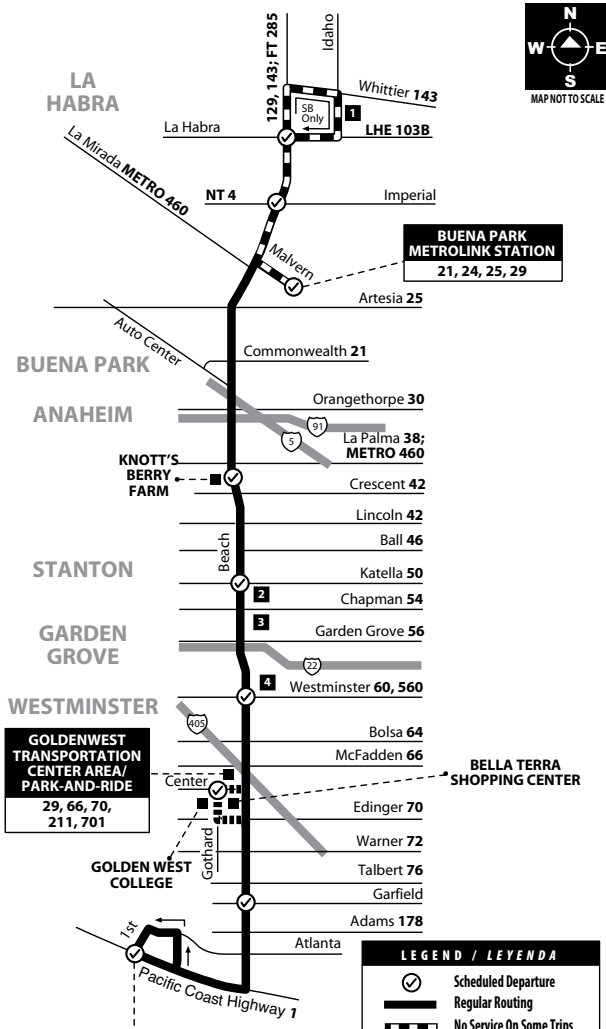 N
W E
S
MAP NOT TO SCALE
129, 143; FT 285
Idaho
LA
HABRA
Whittier 143
SB
Only
1
La Habra
LHE 103B
La Mirada METRO 460
NT 4
Imperial
Malvern
BUENA PARK
METROLINK STATION
21, 24, 25, 29
Artesia 25
Auto Center
Commonwealth 21
BUENA PARK
Orangethorpe 30
ANAHEIM
91
5
La Palma 38;
METRO 460
KNOTT'S
BERRY
FARM
Crescent 42
Lincoln 42
Beach
Ball 46
STANTON
Katella 50
2
Chapman 54
3
GARDEN
GROVE
Garden Grove 56
22
4
Westminster 60, 560
WESTMINSTER
405
Bolsa 64
GOLDENWEST
TRANSPORTATION
CENTER AREA/
PARK-AND-RIDE
29, 66, 70,
211, 701
McFadden 66
Center
BELLA TERRA
SHOPPING CENTER
Edinger 70
Gothard
Warner 72
GOLDEN WEST
COLLEGE
Talbert 76
Garfield
Adams 178
1st
Atlanta
Pacific Coast Highway 1
LEGEND / LEYENDA
Scheduled Departure
Regular Routing
No Service On Some Trips